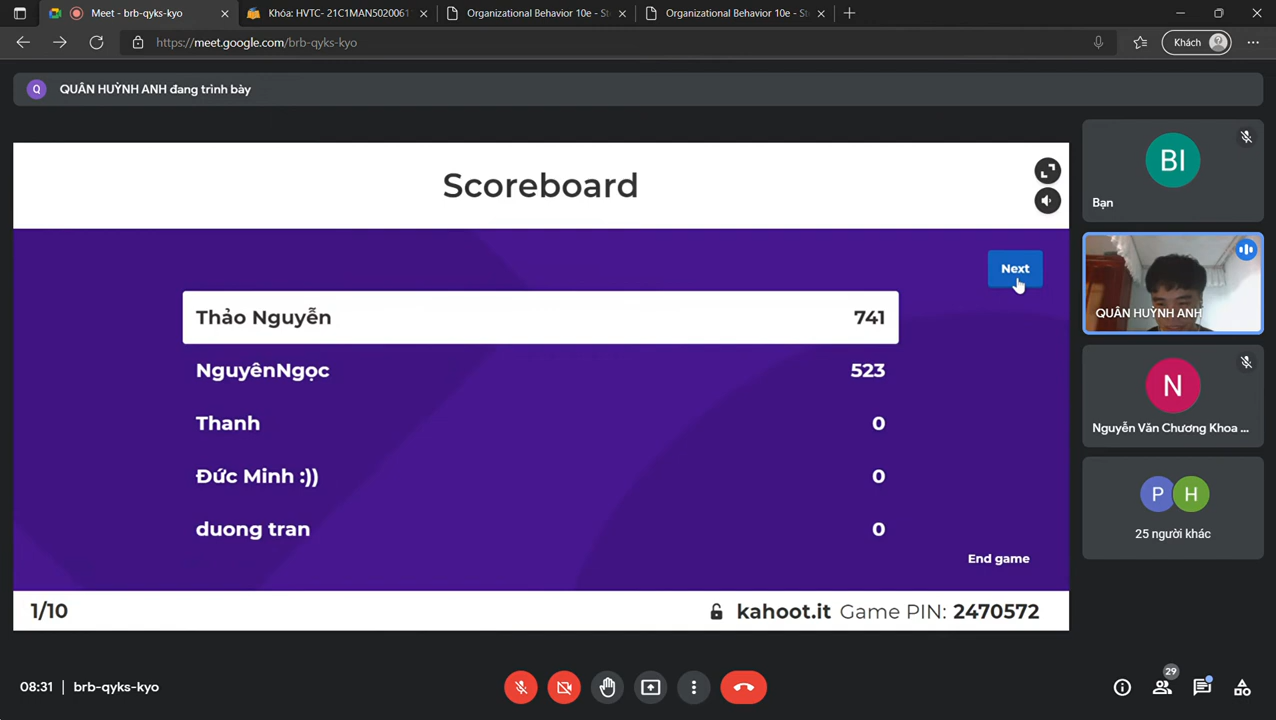 Meet - brb-qyks-kyo
Khóa: HVTC- 21C1MAN5020061
Organizational Behavior 10e - St
Organizational Behavior 10e - St
https://meet.google.com/brb-qyks-kyo
Khách
Q
QUÂN HUỲNH ANH đang trình bày
Scoreboard
Next
Thảo Nguyễn 741
NguyênNgọc 523
Thanh 0
Đức Minh :)) 0
duong tran 0
End game
1/10
kahoot.it Game PIN: 2470572
BI
Bạn
QUÂN HUỲNH ANH
N
Nguyễn Văn Chương Khoa ...
P H
25 người khác
08:31 | brb-qyks-kyo
29